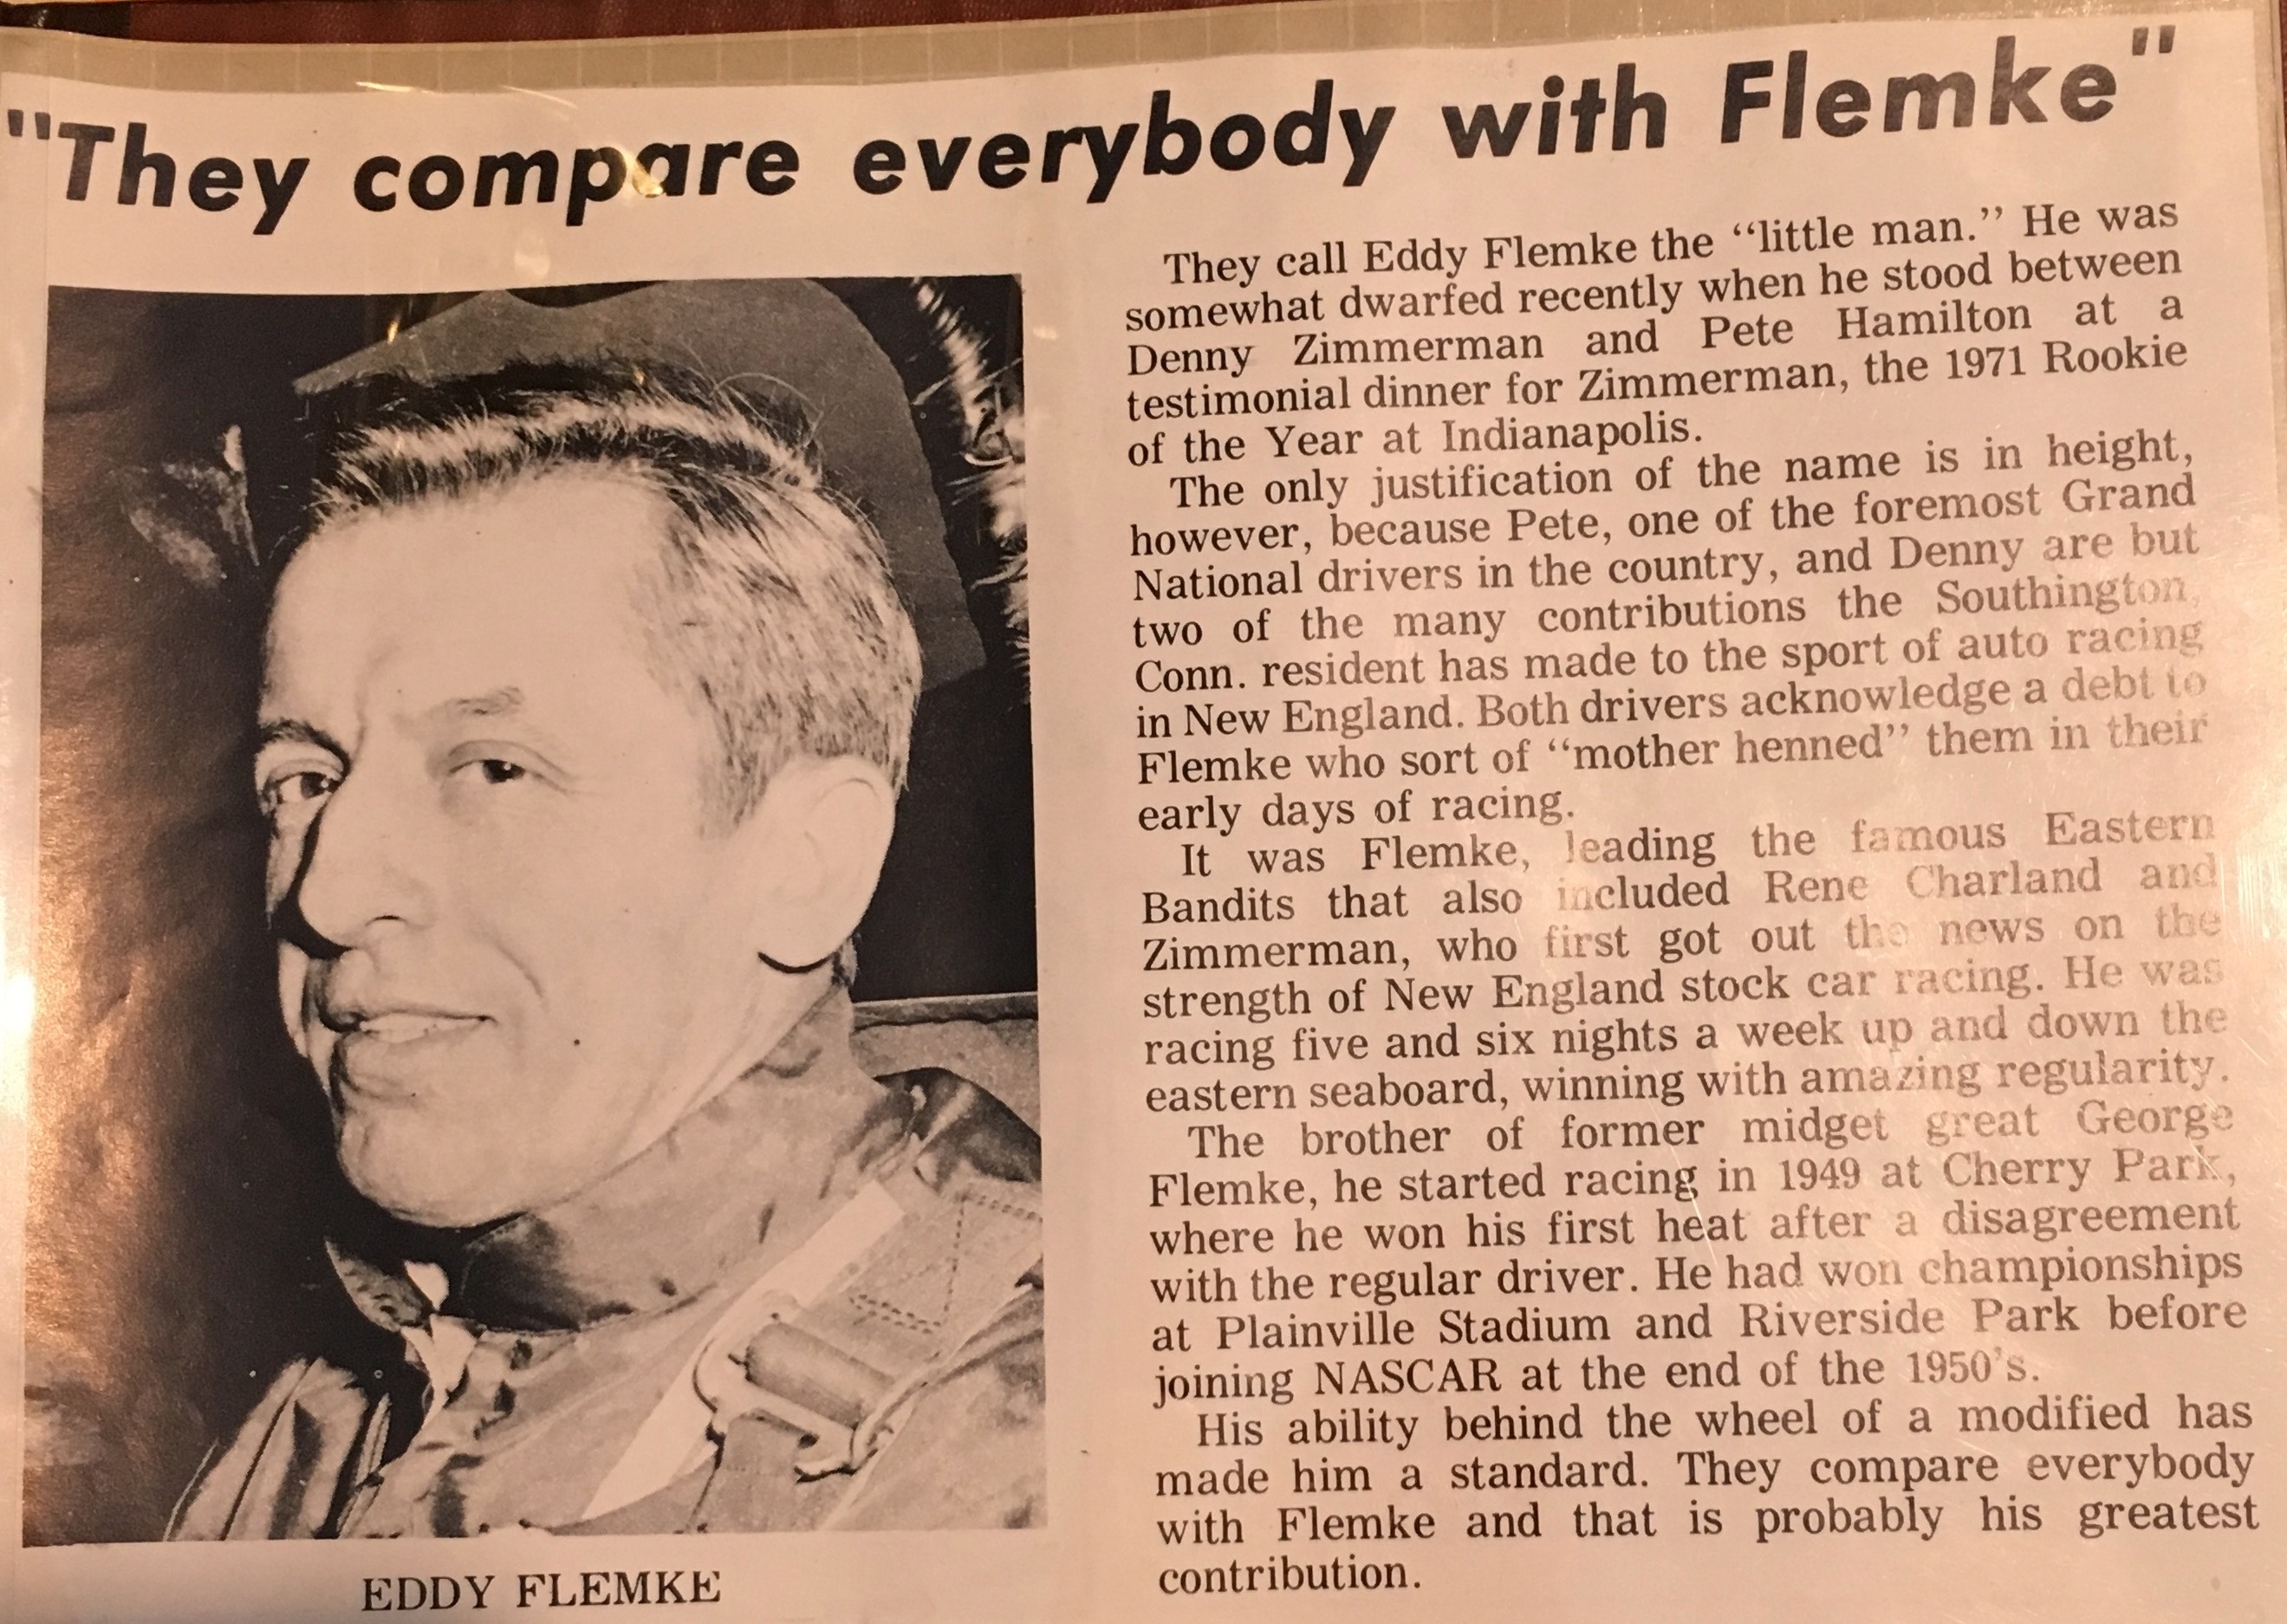 "They compare everybody with Flemke"
They call Eddy Flemke the “little man.” He was
somewhat dwarfed recently when he stood between
Denny Zimmerman and Pete Hamilton at a
testimonial dinner for Zimmerman, the 1971 Rookie
of the Year at Indianapolis.
The only justification of the name is in height,
however, because Pete, one of the foremost Grand
National drivers in the country, and Denny are but
two of the many contributions the Southington,
Conn. resident has made to the sport of auto racing
in New England. Both drivers acknowledge a debt to
Flemke who sort of “mother henned” them in their
early days of racing.
It was Flemke, leading the famous Eastern
Bandits that also included Rene Charland and
Zimmerman, who first got out the news on the
strength of New England stock car racing. He was
racing five and six nights a week up and down the
eastern seaboard, winning with amazing regularity.
The brother of former midget great George
Flemke, he started racing in 1949 at Cherry Park,
where he won his first heat after a disagreement
with the regular driver. He had won championships
at Plainville Stadium and Riverside Park before
joining NASCAR at the end of the 1950's.
His ability behind the wheel of a modified has
made him a standard. They compare everybody
with Flemke and that is probably his greatest
contribution.
EDDY FLEMKE